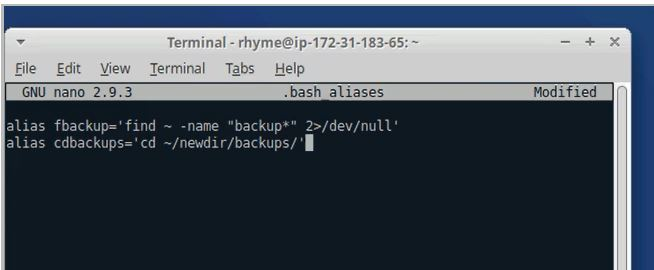 Terminal - rhyme@ip-172-31-183-65: ~
File Edit View Terminal Tabs Help
GNU nano 2.9.3 .bash_aliases Modified
alias fbackup='find ~ -name "backup*" 2>/dev/null'
alias cdbackups='cd ~/newdir/backups/'